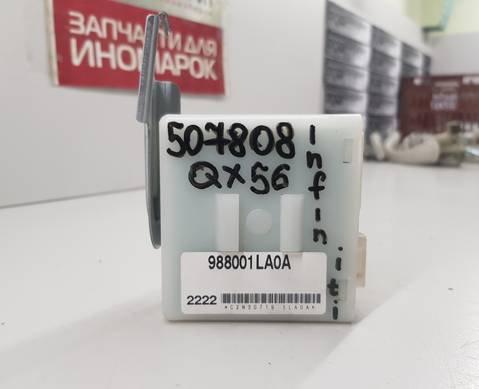 ЗАПЧАСТИ ДЛЯ
ИНОМАРОК
507808
QX56
infiniti
988001LA0A
2222